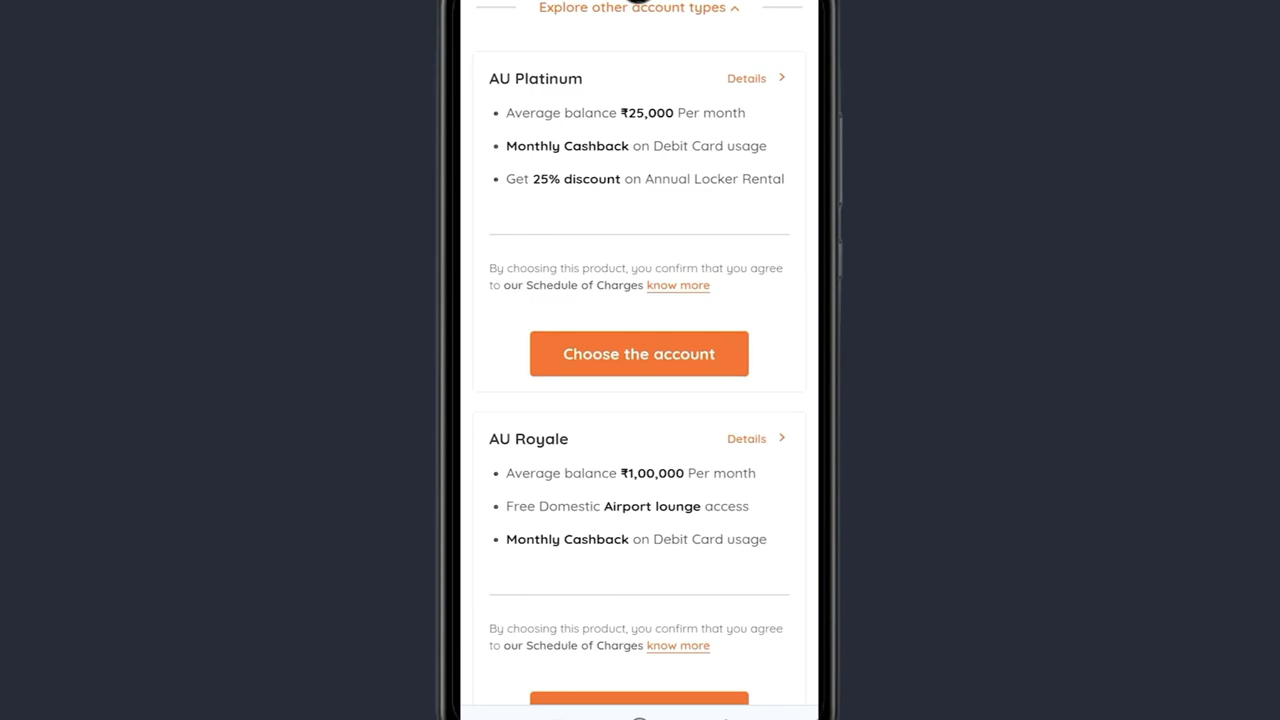 Explore other account types
AU Platinum
Details
Average balance ₹25,000 Per month
Monthly Cashback on Debit Card usage
Get 25% discount on Annual Locker Rental
By choosing this product, you confirm that you agree
to our Schedule of Charges know more
Choose the account
AU Royale
Details
Average balance ₹1,00,000 Per month
Free Domestic Airport lounge access
Monthly Cashback on Debit Card usage
By choosing this product, you confirm that you agree
to our Schedule of Charges know more